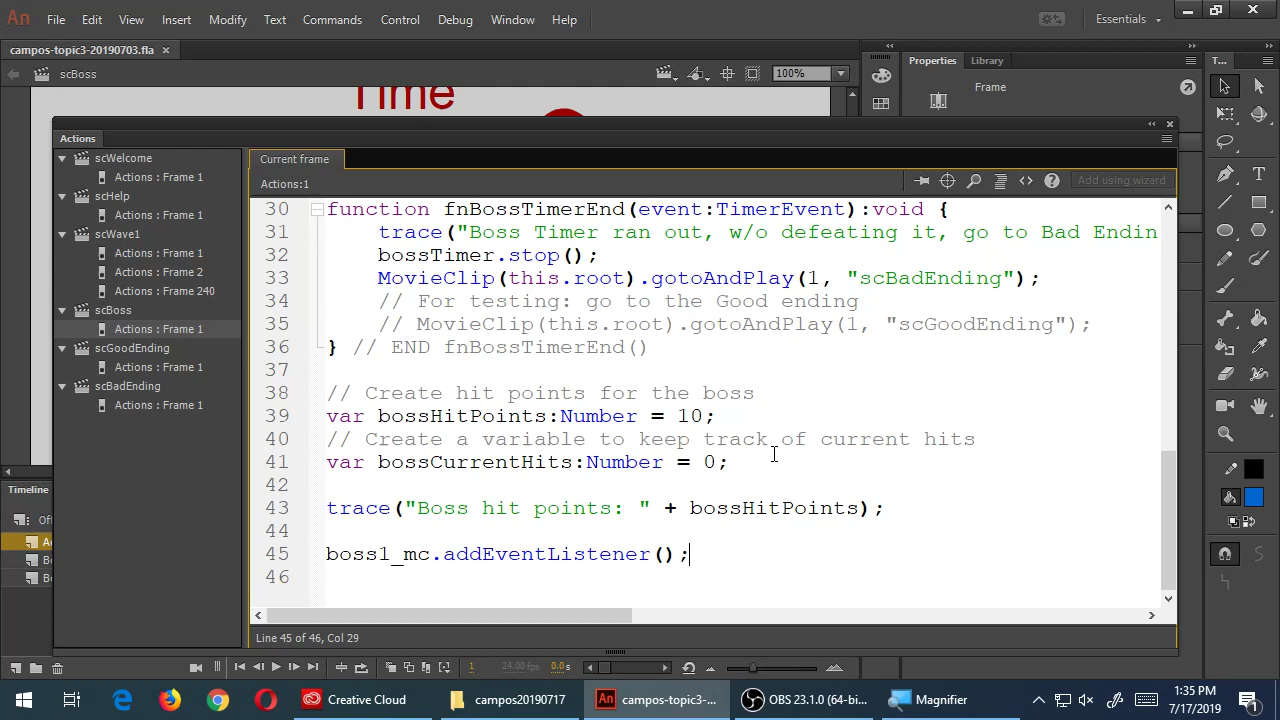 An File Edit View Insert Modify Text Commands Control Debug Window Help Essentials
campos-topic3-20190703.fla ×
scBoss 100%
Time
Properties Library
Frame
T...
Actions
scWelcome
Actions : Frame 1
scHelp
Actions : Frame 1
scWave1
Actions : Frame 1
Actions : Frame 2
Actions : Frame 240
scBoss
Actions : Frame 1
scGoodEnding
Actions : Frame 1
scBadEnding
Actions : Frame 1
Current frame
Actions:1
Add using wizard
30 function fnBossTimerEnd(event:TimerEvent):void {
31 trace("Boss Timer ran out, w/o defeating it, go to Bad Endin
32 bossTimer.stop();
33 MovieClip(this.root).gotoAndPlay(1, "scBadEnding");
34 // For testing: go to the Good ending
35 // MovieClip(this.root).gotoAndPlay(1, "scGoodEnding");
36 } // END fnBossTimerEnd()
37
38 // Create hit points for the boss
39 var bossHitPoints:Number = 10;
40 // Create a variable to keep track of current hits
41 var bossCurrentHits:Number = 0;
42
43 trace("Boss hit points: " + bossHitPoints);
44
45 boss1_mc.addEventListener();
46
Line 45 of 46, Col 29
Timeline
1 24.00 fps 0.0 s
Creative Cloud
campos20190717
An campos-topic3-...
OBS 23.1.0 (64-bi...
Magnifier
1:35 PM
7/17/2019
1